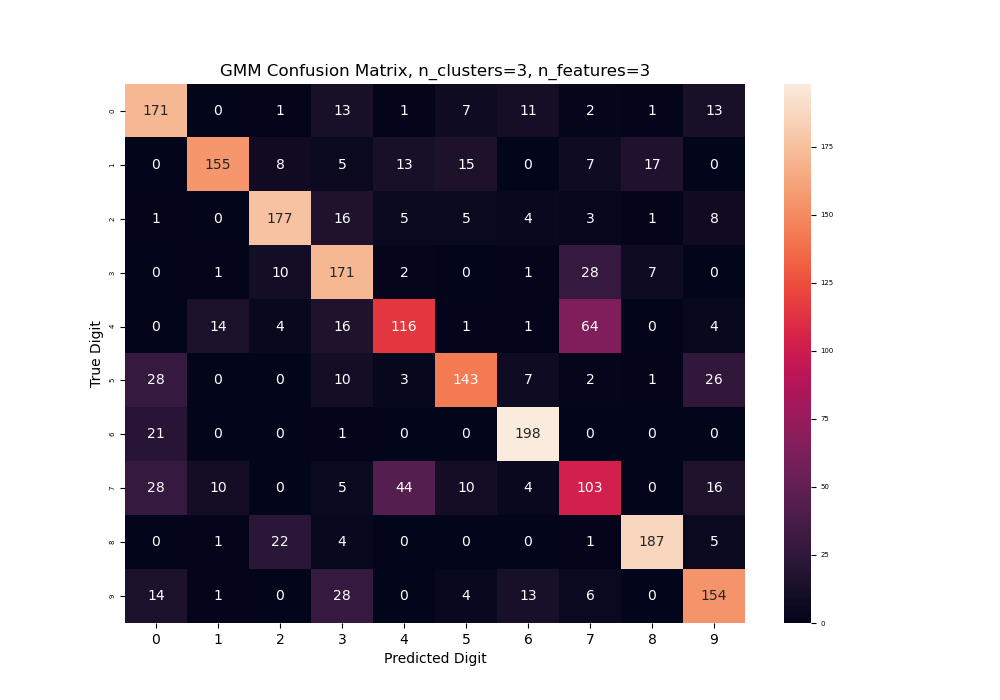 GMM Confusion Matrix, n_clusters=3, n_features=3
0 171 0 1 13 1 7 11 2 1 13
1 0 155 8 5 13 15 0 7 17 0
2 1 0 177 16 5 5 4 3 1 8
3 0 1 10 171 2 0 1 28 7 0
4 0 14 4 16 116 1 1 64 0 4
5 28 0 0 10 3 143 7 2 1 26
6 21 0 0 1 0 0 198 0 0 0
7 28 10 0 5 44 10 4 103 0 16
8 0 1 22 4 0 0 0 1 187 5
9 14 1 0 28 0 4 13 6 0 154
0 1 2 3 4 5 6 7 8 9
Predicted Digit
True Digit
175
150
125
100
75
50
25
0